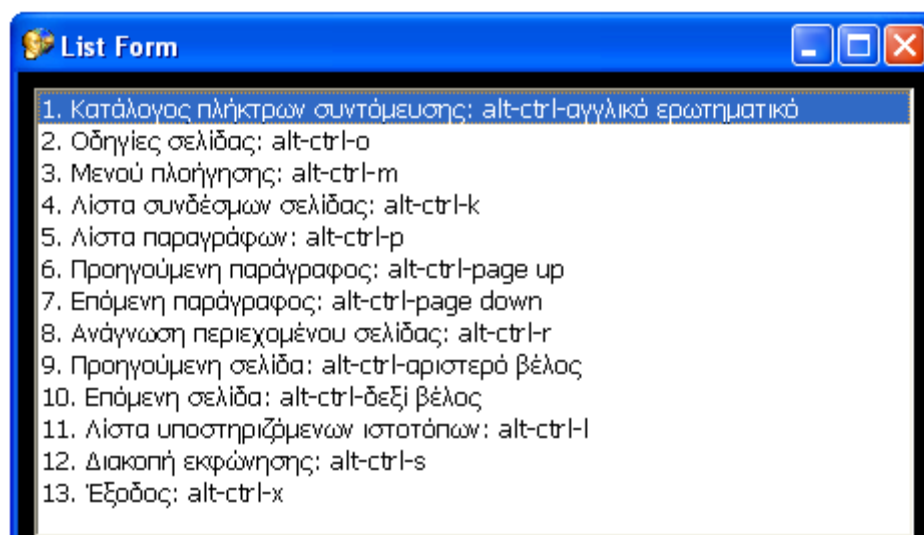 List Form
1. Κατάλογος πλήκτρων συντόμευσης: alt-ctrl-αγγλικό ερωτηματικό
2. Οδηγίες σελίδας: alt-ctrl-o
3. Μενού πλοήγησης: alt-ctrl-m
4. Λίστα συνδέσμων σελίδας: alt-ctrl-k
5. Λίστα παραγράφων: alt-ctrl-p
6. Προηγούμενη παράγραφος: alt-ctrl-page up
7. Επόμενη παράγραφος: alt-ctrl-page down
8. Ανάγνωση περιεχομένου σελίδας: alt-ctrl-r
9. Προηγούμενη σελίδα: alt-ctrl-αριστερό βέλος
10. Επόμενη σελίδα: alt-ctrl-δεξί βέλος
11. Λίστα υποστηριζόμενων ιστοτόπων: alt-ctrl-l
12. Διακοπή εκφώνησης: alt-ctrl-s
13. Έξοδος: alt-ctrl-x